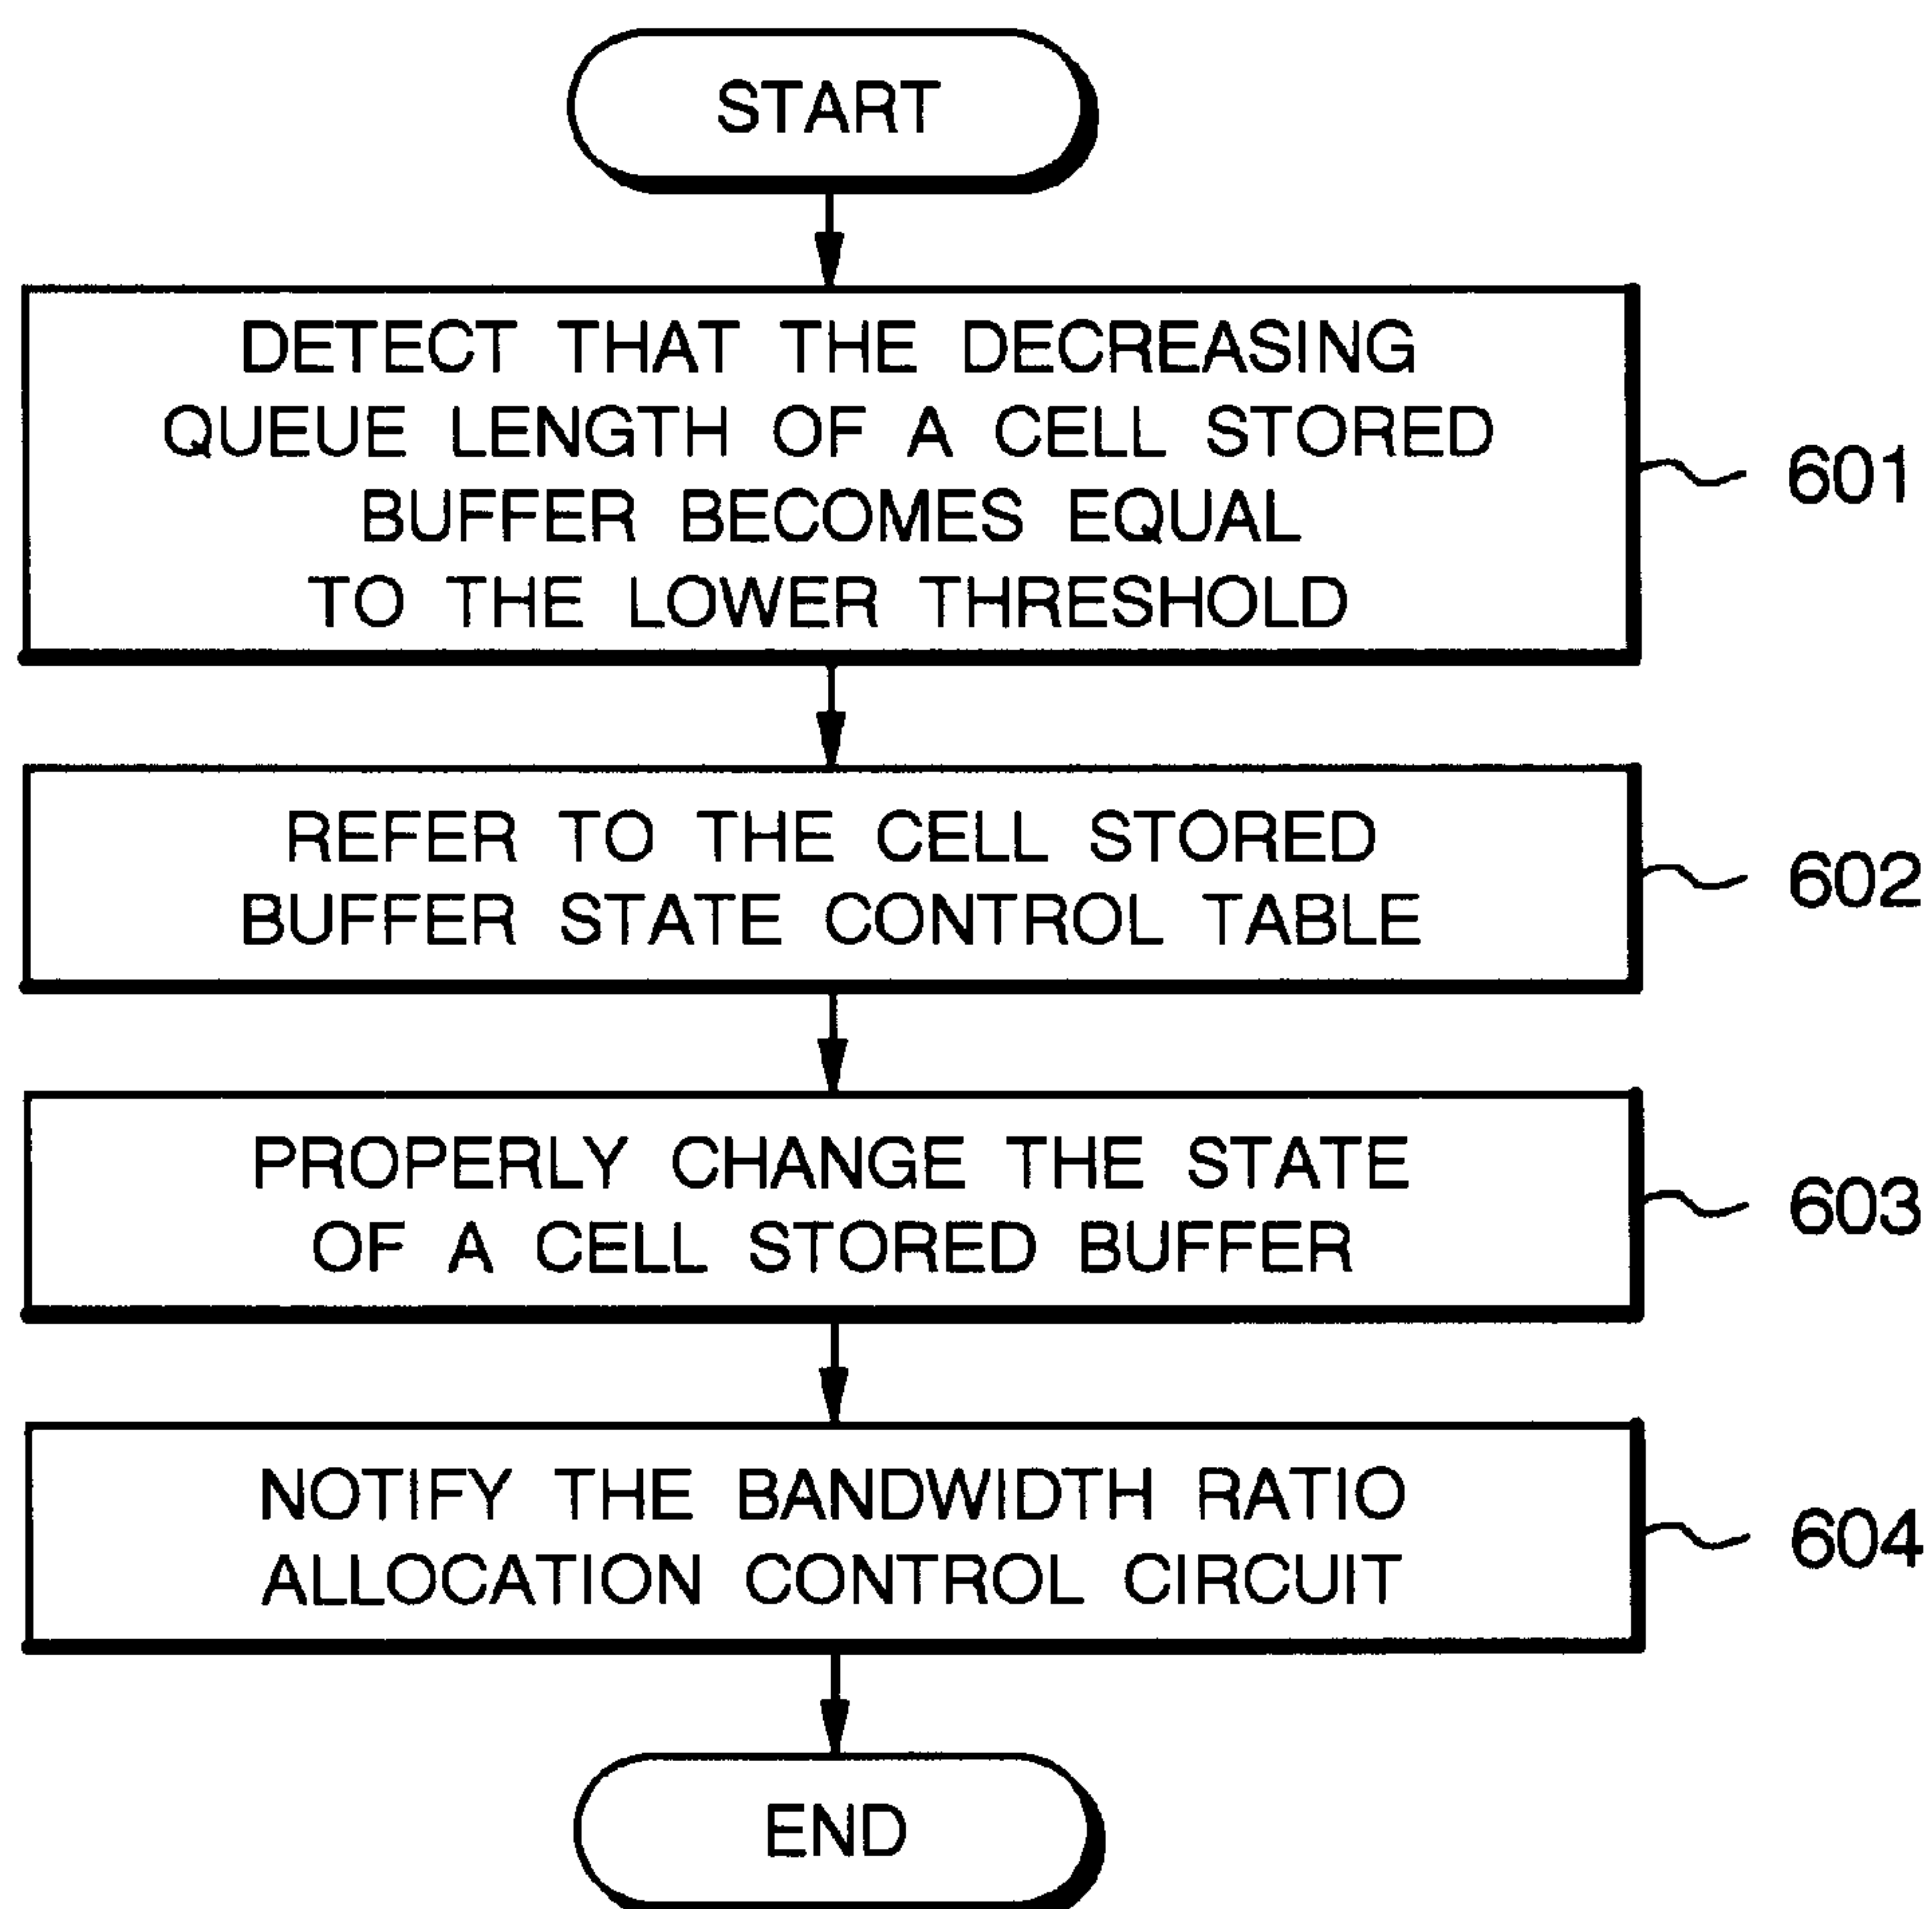 START
DETECT THAT THE DECREASING
QUEUE LENGTH OF A CELL STORED
BUFFER BECOMES EQUAL
TO THE LOWER THRESHOLD
601
REFER TO THE CELL STORED
BUFFER STATE CONTROL TABLE
602
PROPERLY CHANGE THE STATE
OF A CELL STORED BUFFER
603
NOTIFY THE BANDWIDTH RATIO
ALLOCATION CONTROL CIRCUIT
604
END